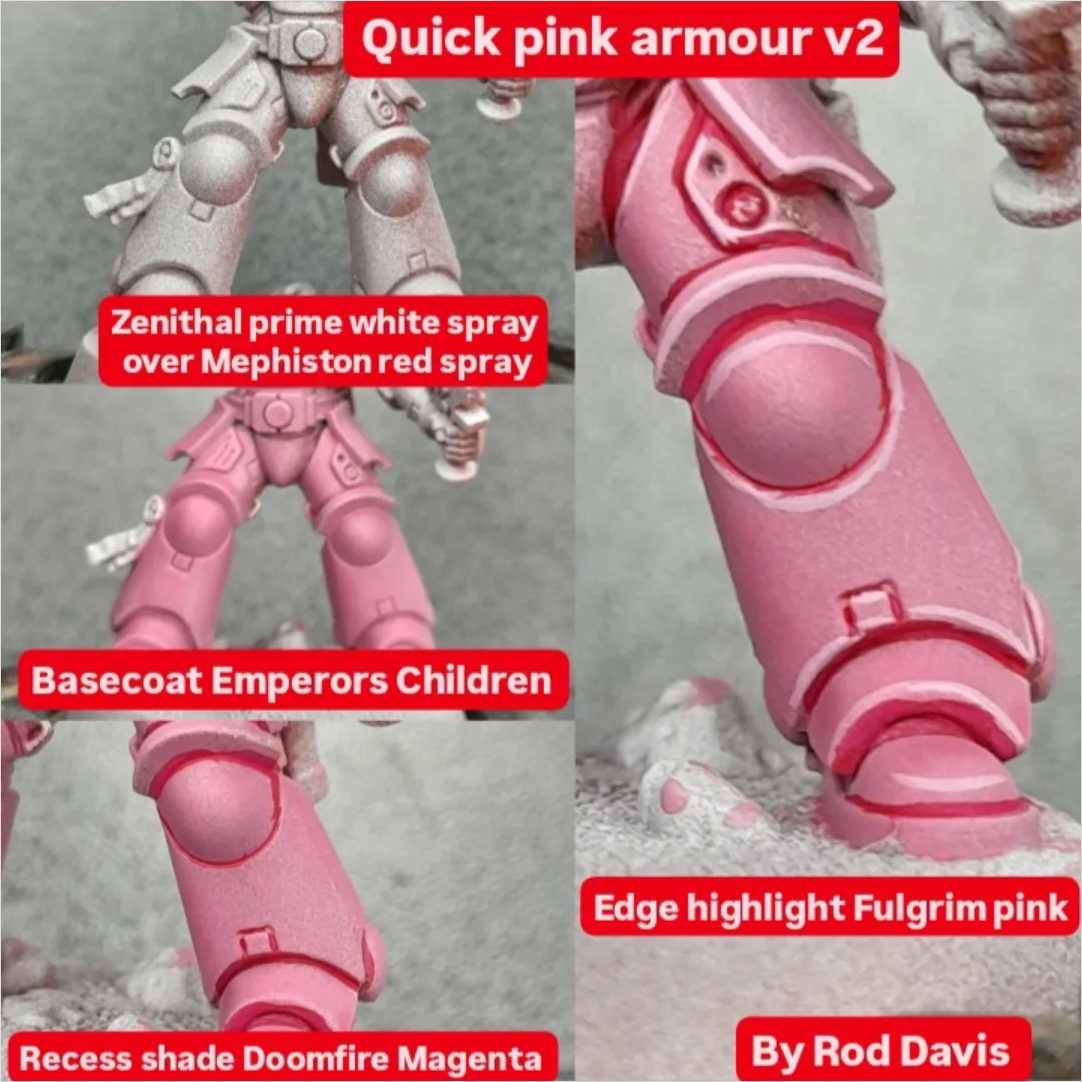 Quick pink armour v2
Zenithal prime white spray
over Mephiston red spray
Basecoat Emperors Children
Recess shade Doomfire Magenta
Edge highlight Fulgrim pink
By Rod Davis